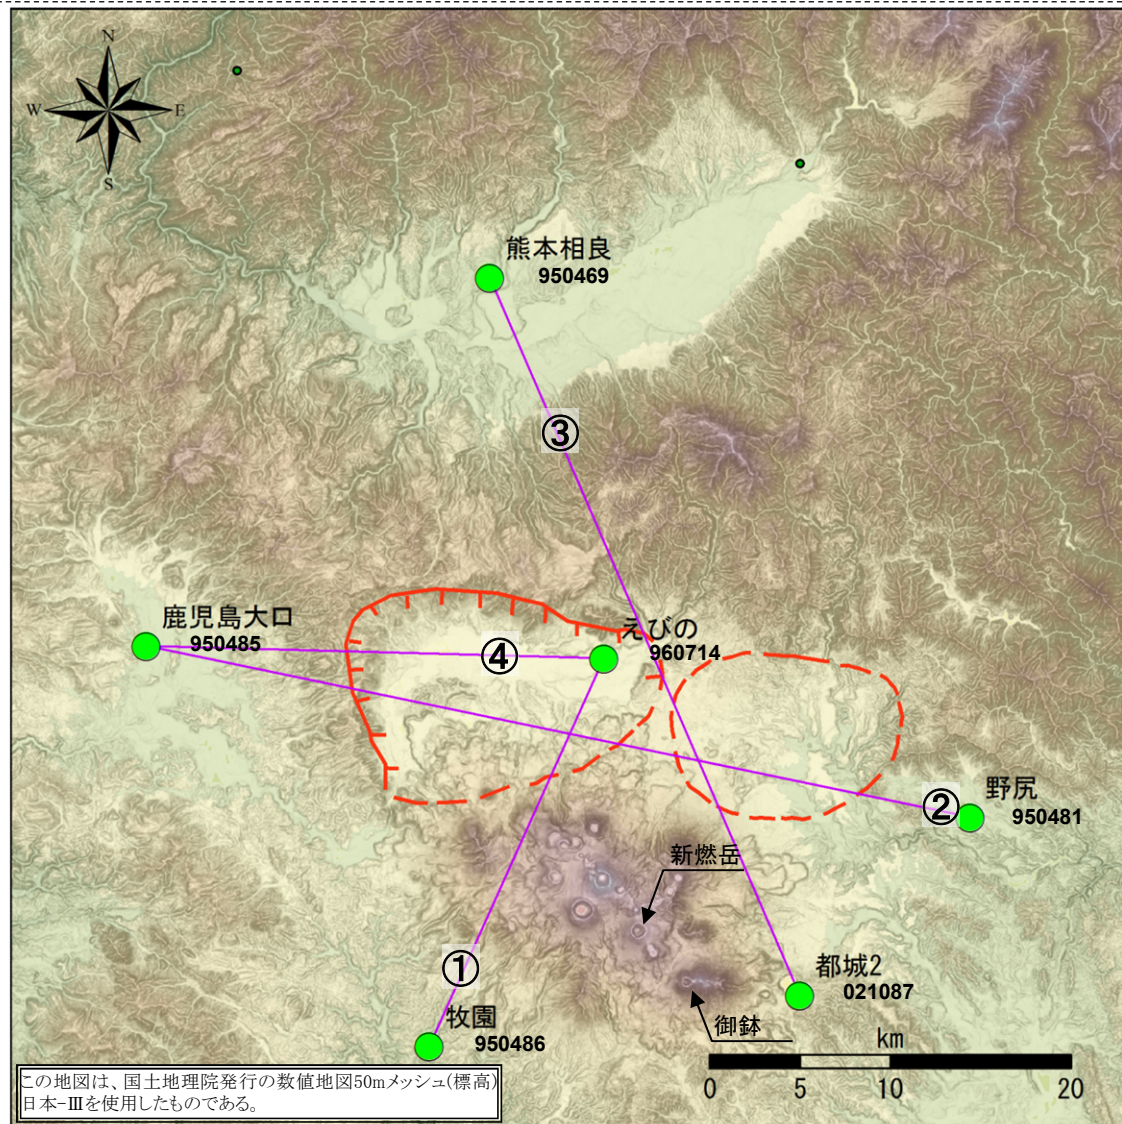 N
W
E
S
熊本相良
950469
③
鹿児島大口
950485
えびの
960714
④
野尻
950481
②
新燃岳
①
都城2
021087
牧園
950486
御鉢
km
0 5 10 20
この地図は、国土地理院発行の数値地図50mメッシュ(標高)
日本-Ⅲを使用したものである。